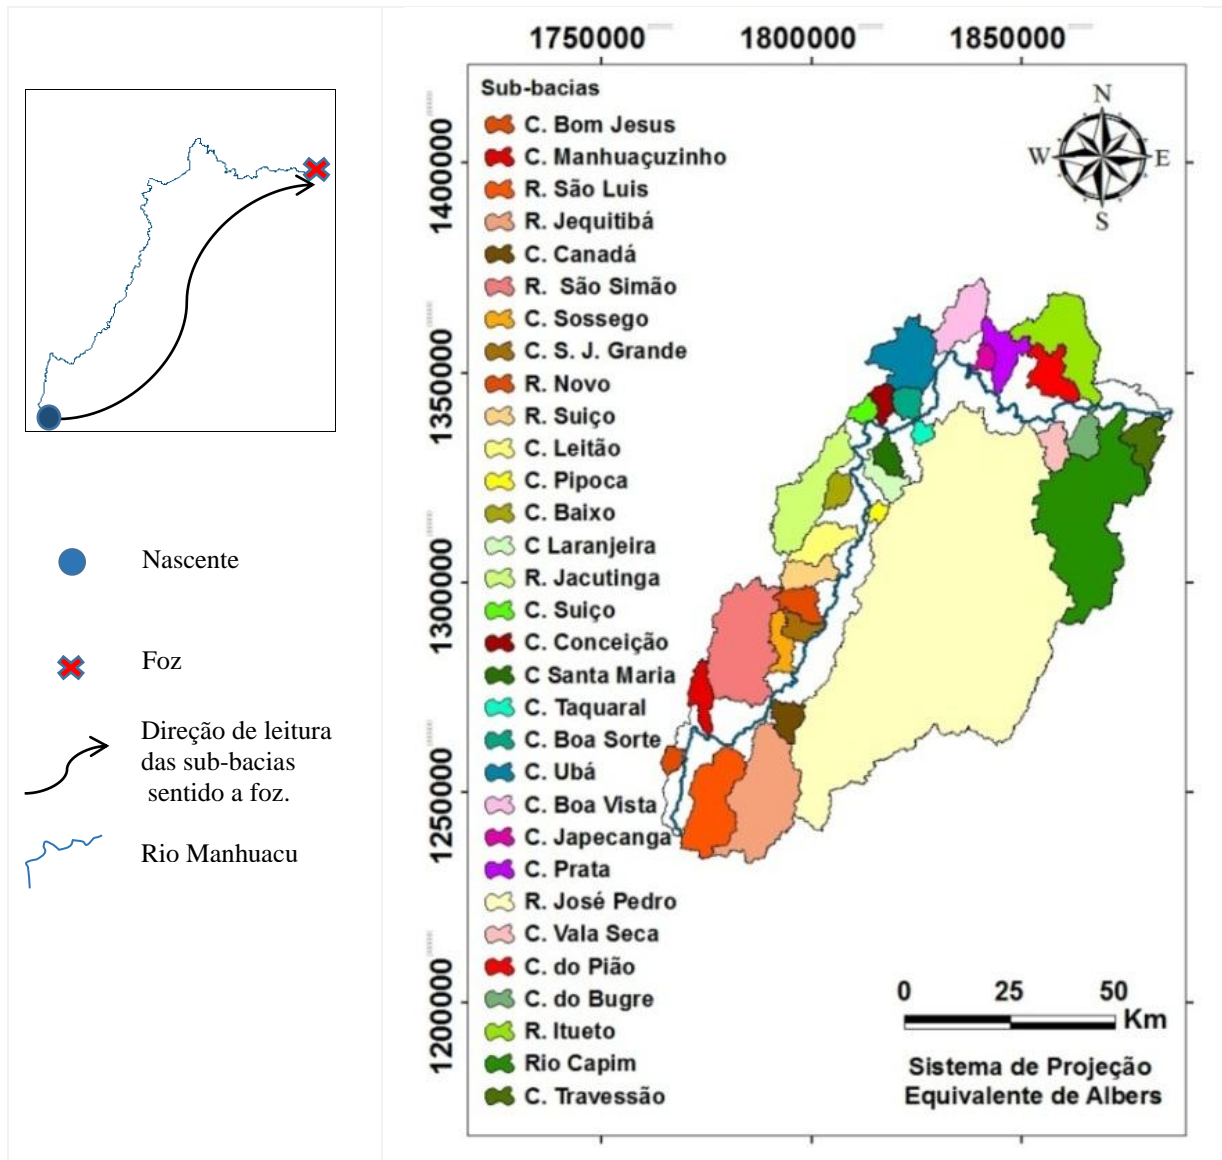 Nascente
Foz
Direção de leitura
das sub-bacias
sentido a foz.
Rio Manhuacu
1750000
1800000
1850000
1400000
1350000
1300000
1250000
1200000
Sub-bacias
C. Bom Jesus
C. Manhuaçuzinho
R. São Luis
R. Jequitibá
C. Canadá
R. São Simão
C. Sossego
C. S. J. Grande
R. Novo
R. Suiço
C. Leitão
C. Pipoca
C. Baixo
C Laranjeira
R. Jacutinga
C. Suiço
C. Conceição
C Santa Maria
C. Taquaral
C. Boa Sorte
C. Ubá
C. Boa Vista
C. Japecanga
C. Prata
R. José Pedro
C. Vala Seca
C. do Pião
C. do Bugre
R. Itueto
Rio Capim
C. Travessão
N
W E
S
0 25 50
Km
Sistema de Projeção
Equivalente de Albers